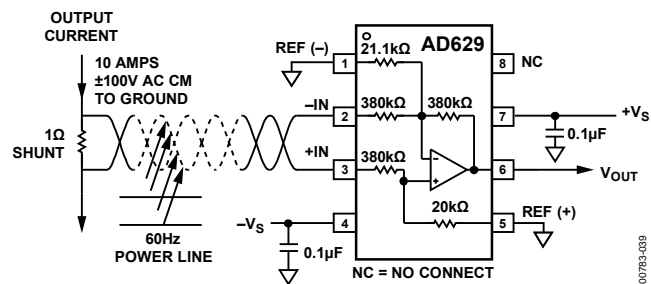 OUTPUT
CURRENT
10 AMPS
±100V AC CM
TO GROUND
1Ω
SHUNT
60Hz
POWER LINE
REF (–)
1
21.1kΩ
AD629
8
NC
–IN
2
380kΩ
380kΩ
7
+VS
0.1µF
+IN
3
380kΩ
–
+
6
VOUT
–VS
4
20kΩ
5
REF (+)
0.1µF
NC = NO CONNECT
00783-039